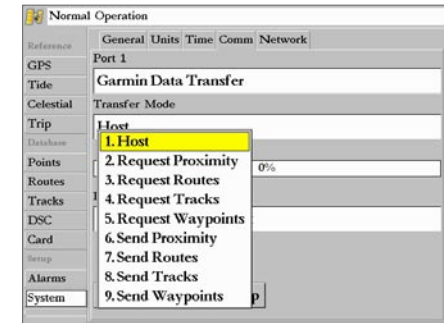 Normal Operation
General Units Time Comm Network
Reference
GPS
Tide
Celestial
Trip
Database
Points
Routes
Tracks
DSC
Card
Setup
Alarms
System
Port 1
Garmin Data Transfer
Transfer Mode
Host
1. Host
2. Request Proximity
3. Request Routes
4. Request Tracks
5. Request Waypoints
6. Send Proximity
7. Send Routes
8. Send Tracks
9. Send Waypoints
0%